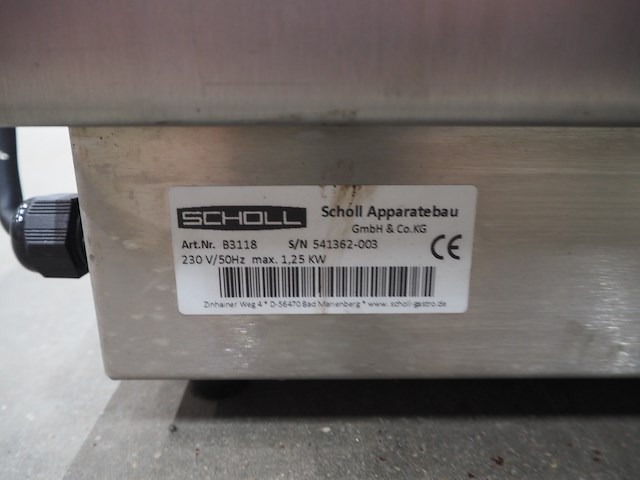 SCHOLL
Scholl Apparatebau
GmbH & Co.KG
Art.Nr. B3118 S/N 541362-003
CE
230 V/50Hz max. 1,25 KW
Zinhainer Weg 4 * D-56470 Bad Marienberg * www. scholl-gastro.de